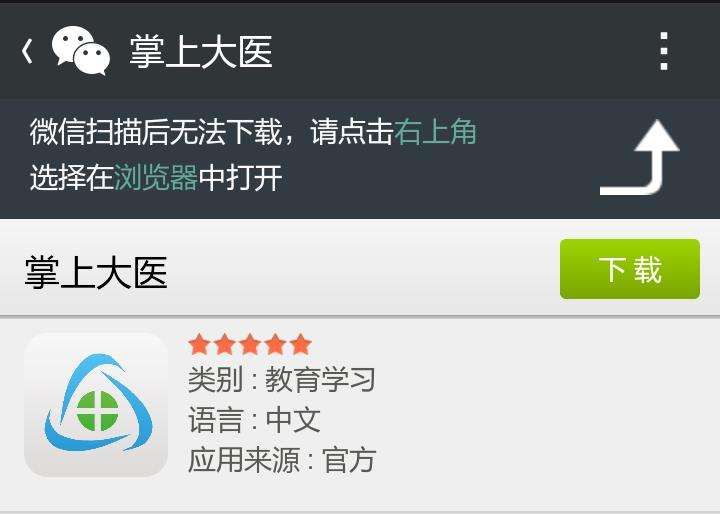 掌上大医
微信扫描后无法下载，请点击右上角
选择在浏览器中打开
掌上大医
下载
类别：教育学习
语言：中文
应用来源：官方